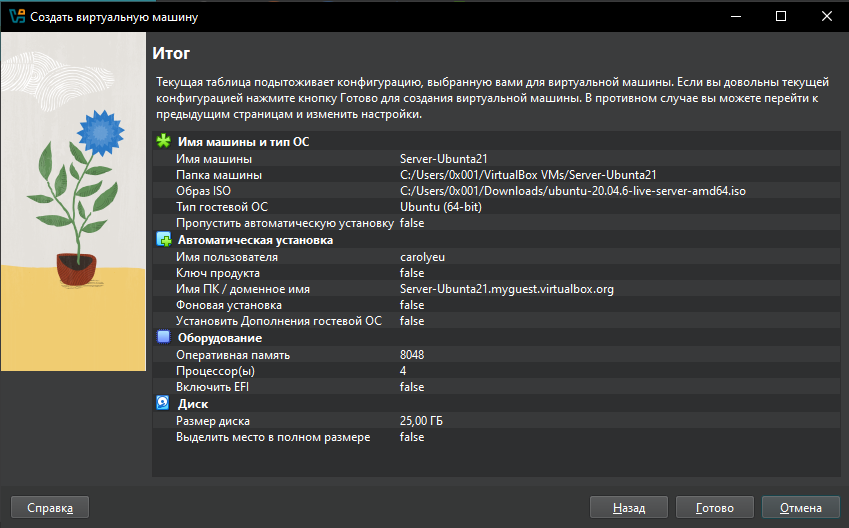 Создать виртуальную машину
Итог
Текущая таблица подытоживает конфигурацию, выбранную вами для виртуальной машины. Если вы довольны текущей
конфигурацией нажмите кнопку Готово для создания виртуальной машины. В противном случае вы можете перейти к
предыдущим страницам и изменить настройки.
Имя машины и тип ОС
Имя машины Server-Ubunta21
Папка машины C:/Users/0x001/VirtualBox VMs/Server-Ubunta21
Образ ISO C:/Users/0x001/Downloads/ubuntu-20.04.6-live-server-amd64.iso
Тип гостевой ОС Ubuntu (64-bit)
Пропустить автоматическую установку false
Автоматическая установка
Имя пользователя carolyeu
Ключ продукта false
Имя ПК / доменное имя Server-Ubunta21.myguest.virtualbox.org
Фоновая установка false
Установить Дополнения гостевой ОС false
Оборудование
Оперативная память 8048
Процессор(ы) 4
Включить EFI false
Диск
Размер диска 25,00 ГБ
Выделить место в полном размере false
Справка Назад Готово Отмена